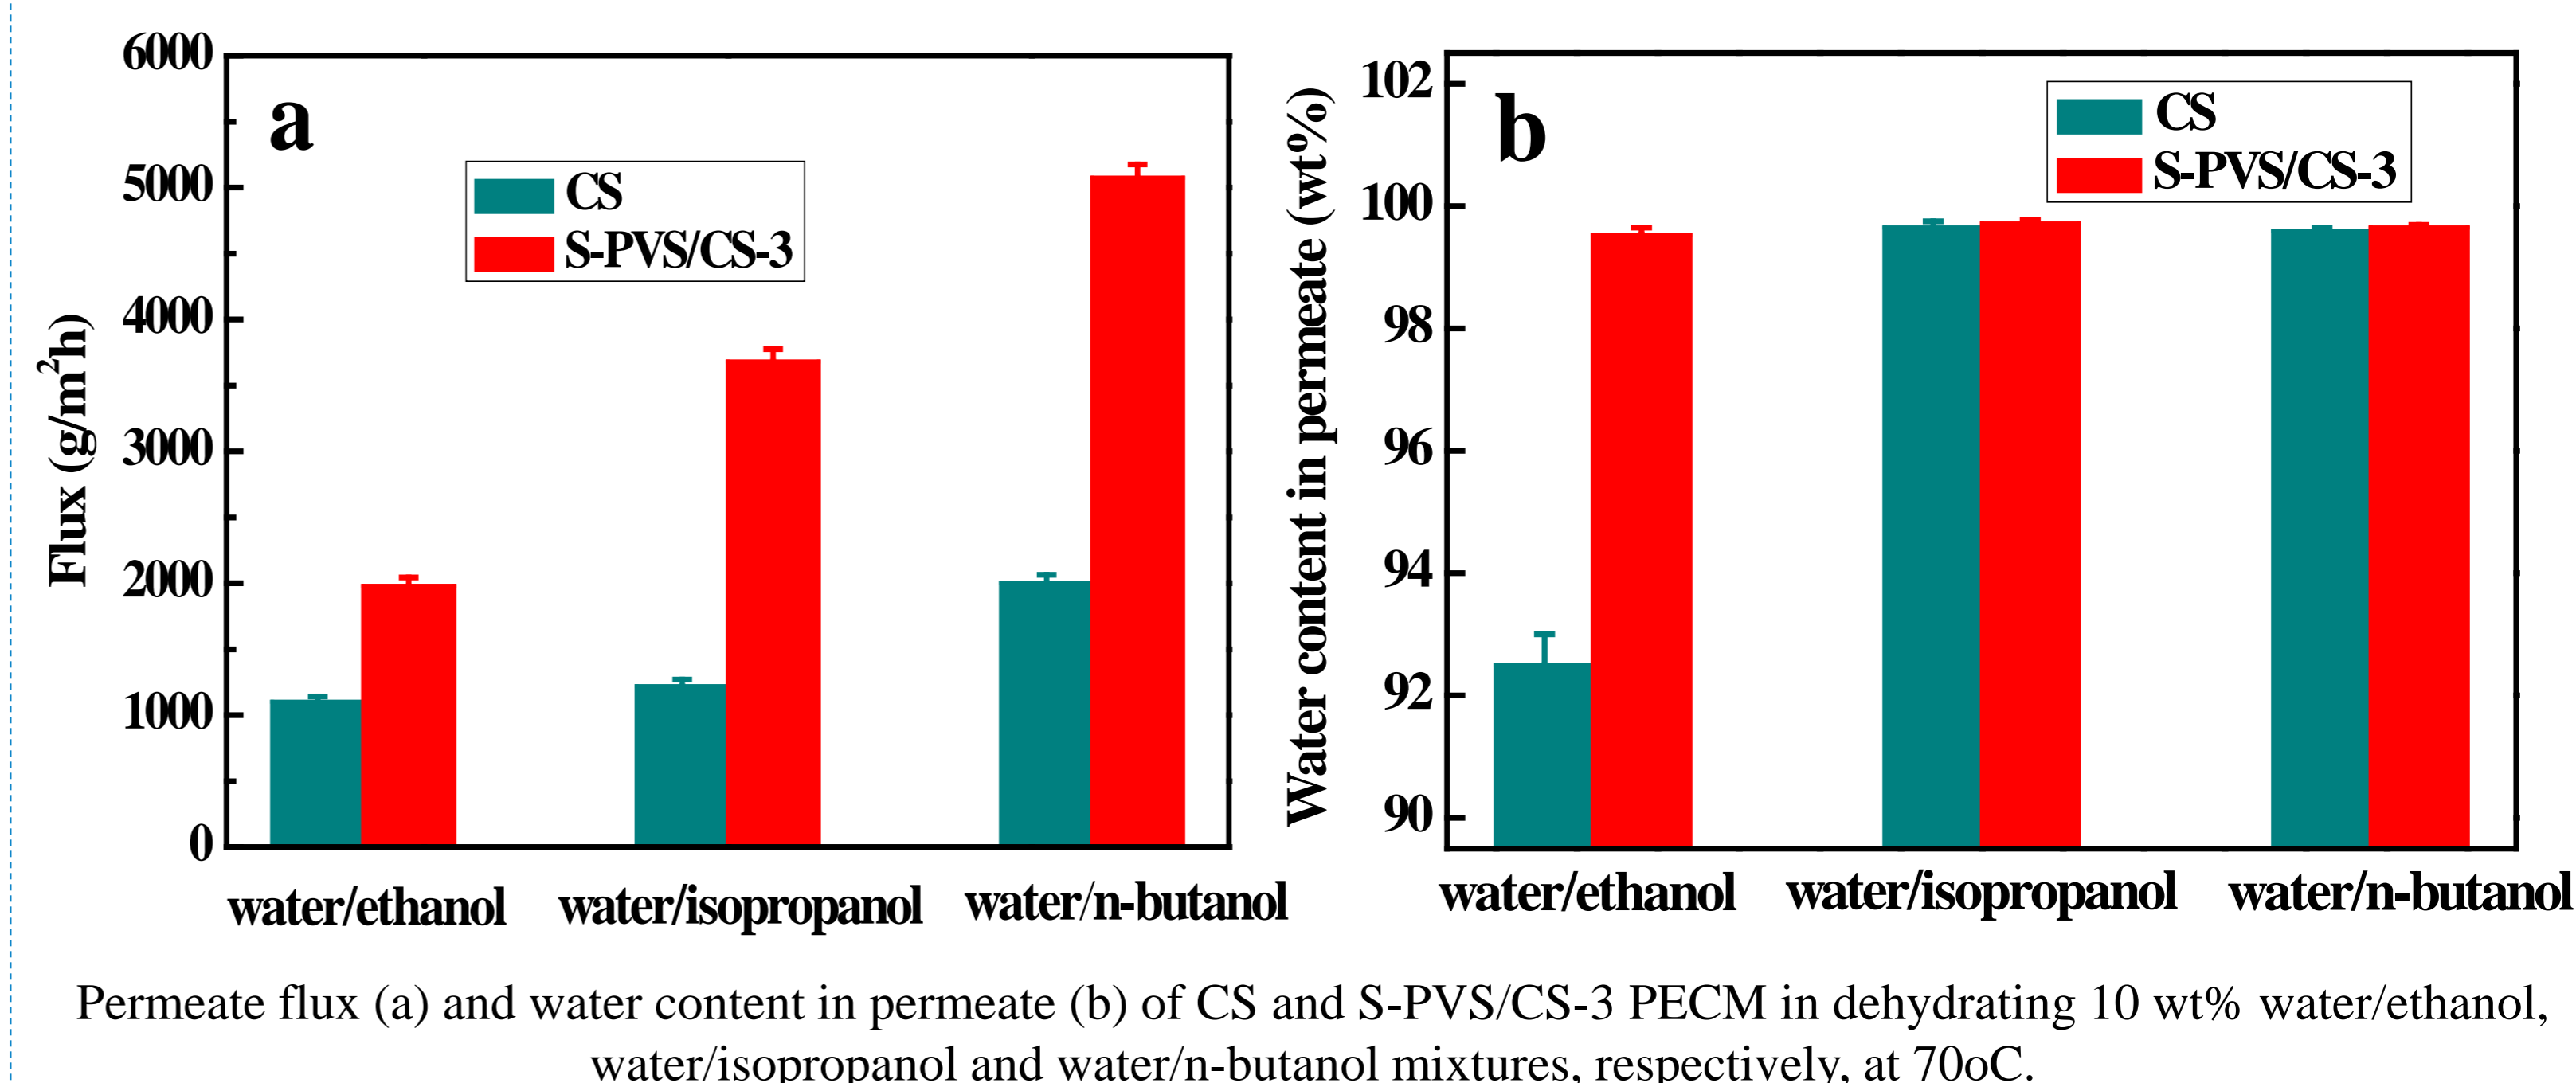 a
CS
S-PVS/CS-3
6000
5000
4000
3000
2000
1000
0
Flux (g/m²h)
water/ethanol
water/isopropanol
water/n-butanol
b
CS
S-PVS/CS-3
102
100
98
96
94
92
90
Water content in permeate (wt%)
water/ethanol
water/isopropanol
water/n-butanol
Permeate flux (a) and water content in permeate (b) of CS and S-PVS/CS-3 PECM in dehydrating 10 wt% water/ethanol,
water/isopropanol and water/n-butanol mixtures, respectively, at 70oC.